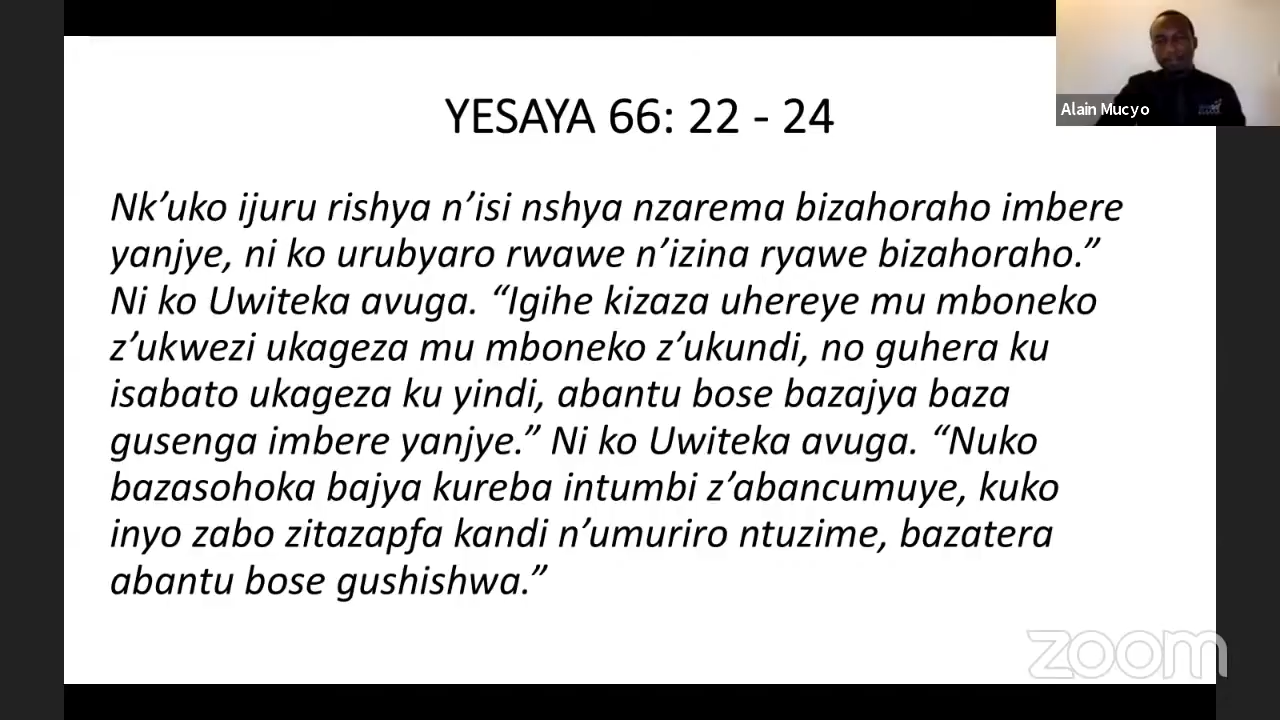 YESAYA 66: 22 - 24
Alain Mucyo
Nk’uko ijuru rishya n’isi nshya nzarema bizahoraho imbere
yanjye, ni ko urubyaro rwawe n’izina ryawe bizahoraho.”
Ni ko Uwiteka avuga. “Igihe kizaza uhereye mu mboneko
z’ukwezi ukageza mu mboneko z’ukundi, no guhera ku
isabato ukageza ku yindi, abantu bose bazajya baza
gusenga imbere yanjye.” Ni ko Uwiteka avuga. “Nuko
bazasohoka bajya kureba intumbi z’abancumuye, kuko
inyo zabo zitazapfa kandi n’umuriro ntuzime, bazatera
abantu bose gushishwa.”
zoom